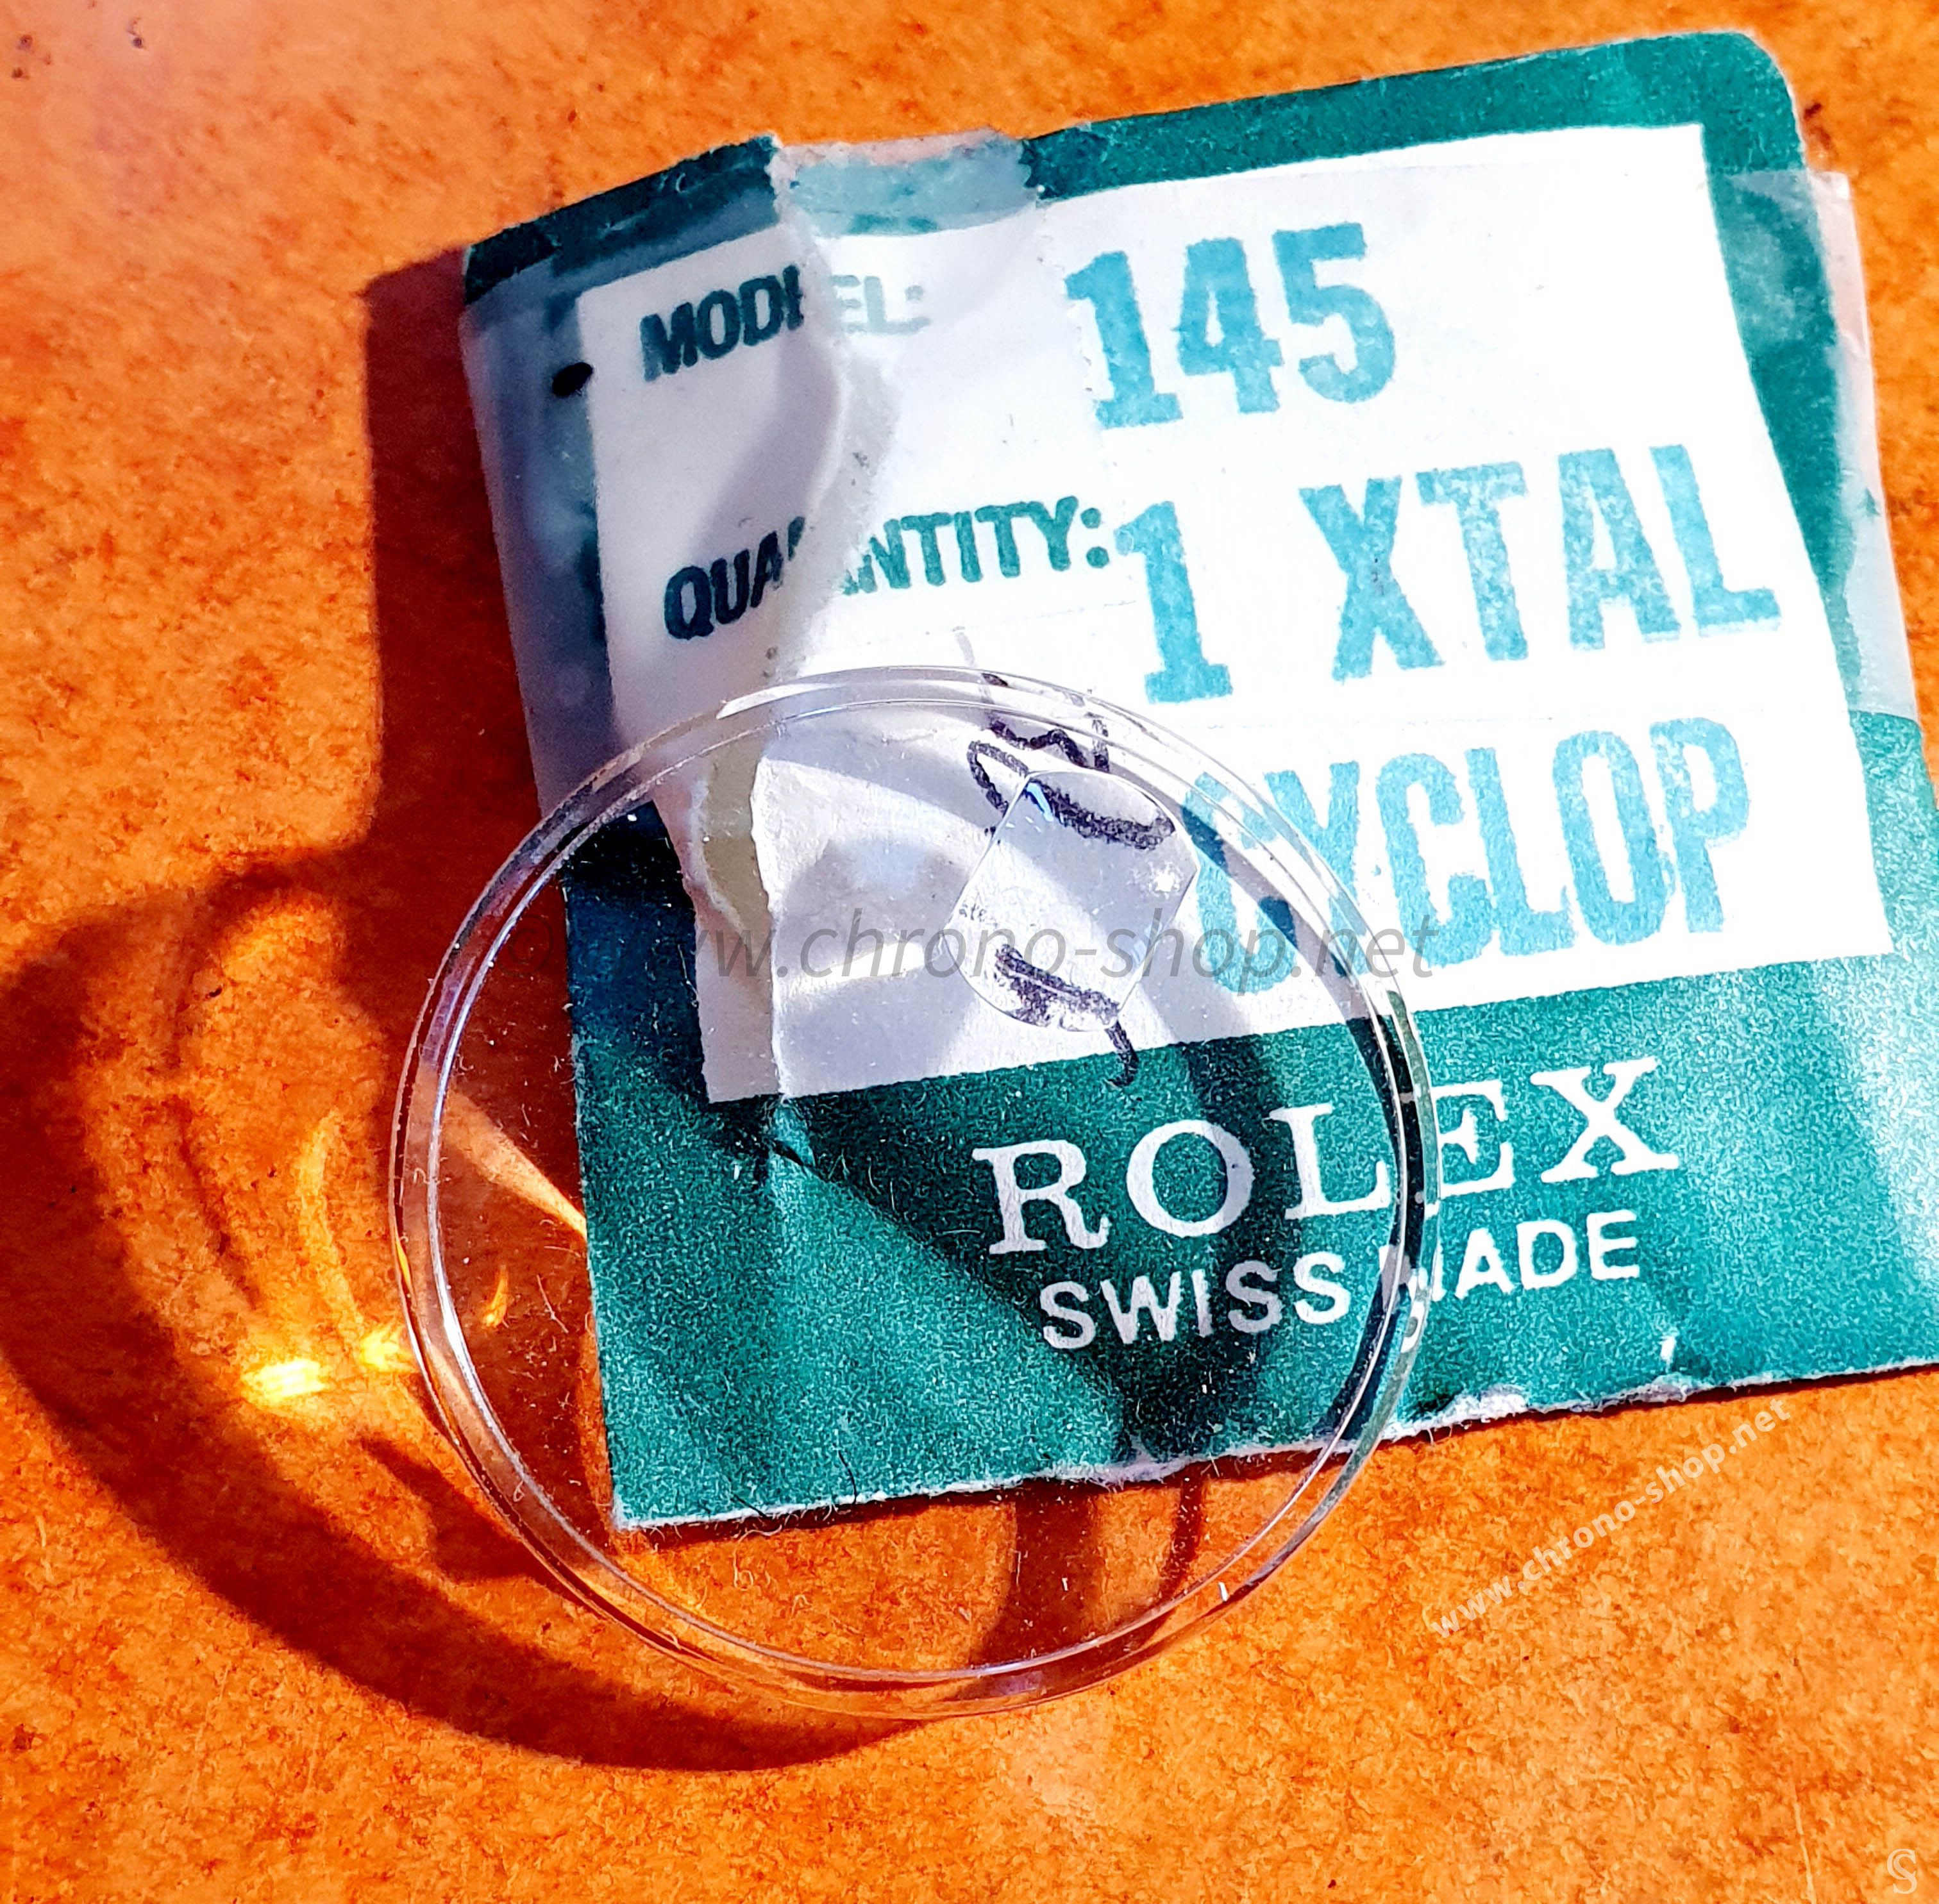 MODEL: 145
QUANTITY: 1 XTAL
CYCLOP
© www.chrono-shop.net
ROLEX
SWISS MADE
www.chrono-shop.net